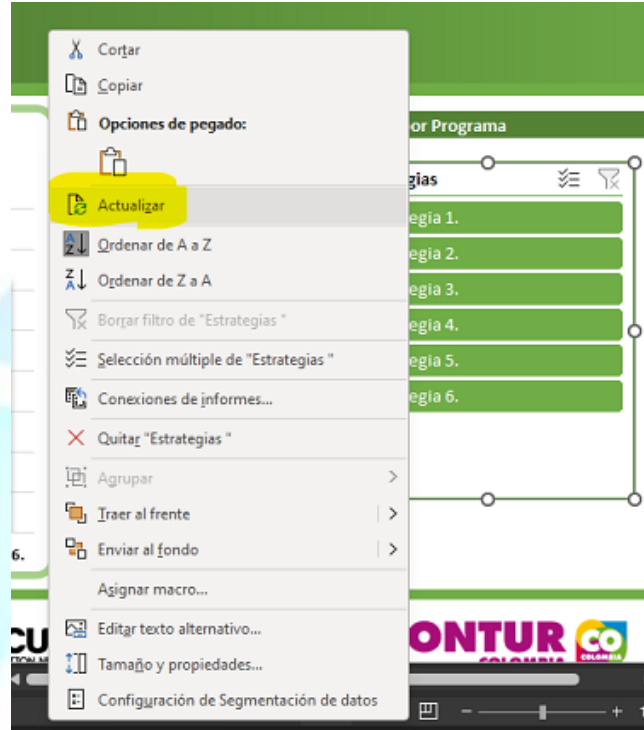 Cortar
Copiar
Opciones de pegado:
Actualizar
Ordenar de A a Z
Ordenar de Z a A
Borrar filtro de "Estrategias "
Selección múltiple de "Estrategias "
Conexiones de informes...
Quitar "Estrategias "
Agrupar
Traer al frente
Enviar al fondo
Asignar macro...
Editar texto alternativo...
Tamaño y propiedades...
Configuración de Segmentación de datos
or Programa
gias
egia 1.
egia 2.
egia 3.
egia 4.
egia 5.
egia 6.
6.
CU
ONTUR
CO
COLOMBIA
COLOMBIA